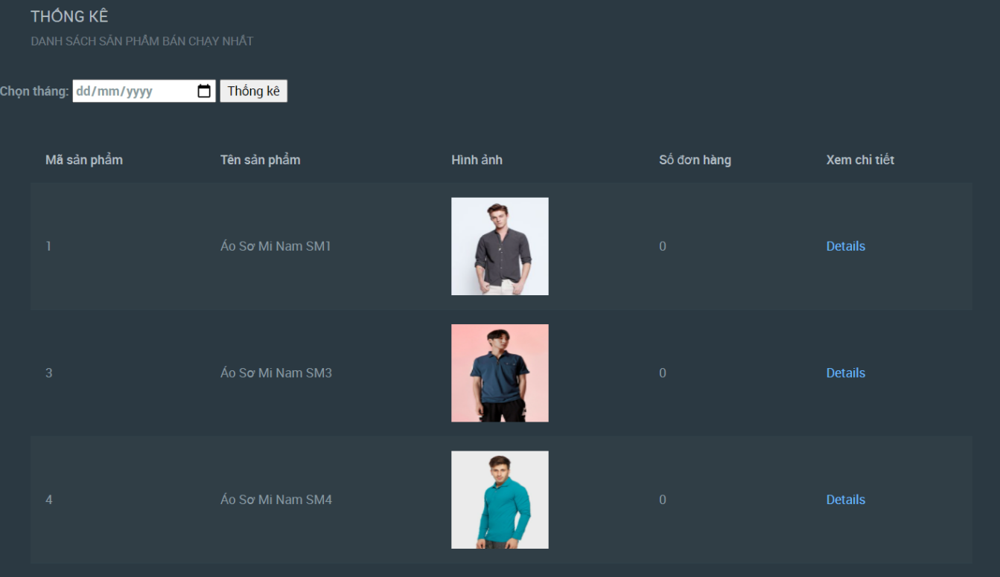 THỐNG KÊ
DANH SÁCH SẢN PHẨM BÁN CHẠY NHẤT
Chọn tháng: dd/mm/yyyy Thống kê
Mã sản phẩm Tên sản phẩm Hình ảnh Số đơn hàng Xem chi tiết
1 Áo Sơ Mi Nam SM1 0 Details
3 Áo Sơ Mi Nam SM3 0 Details
4 Áo Sơ Mi Nam SM4 0 Details